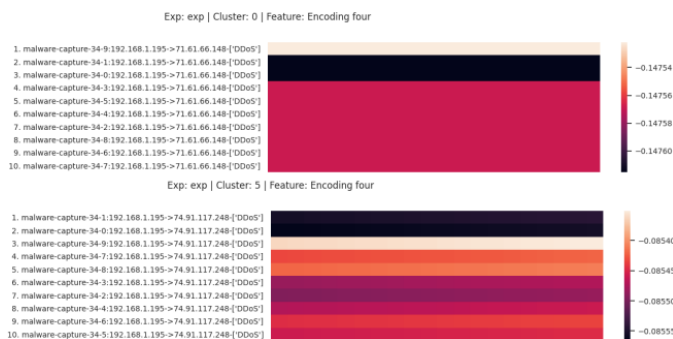 Exp: exp | Cluster: 0 | Feature: Encoding four
1. malware-capture-34-9:192.168.1.195->71.61.66.148-['DDoS']
2. malware-capture-34-1:192.168.1.195->71.61.66.148-['DDoS']
3. malware-capture-34-0:192.168.1.195->71.61.66.148-['DDoS']
4. malware-capture-34-3:192.168.1.195->71.61.66.148-['DDoS']
5. malware-capture-34-5:192.168.1.195->71.61.66.148-['DDoS']
6. malware-capture-34-4:192.168.1.195->71.61.66.148-['DDoS']
7. malware-capture-34-2:192.168.1.195->71.61.66.148-['DDoS']
8. malware-capture-34-8:192.168.1.195->71.61.66.148-['DDoS']
9. malware-capture-34-6:192.168.1.195->71.61.66.148-['DDoS']
10. malware-capture-34-7:192.168.1.195->71.61.66.148-['DDoS']
−0.14754
−0.14756
−0.14758
−0.14760
Exp: exp | Cluster: 5 | Feature: Encoding four
1. malware-capture-34-1:192.168.1.195->74.91.117.248-['DDoS']
2. malware-capture-34-0:192.168.1.195->74.91.117.248-['DDoS']
3. malware-capture-34-9:192.168.1.195->74.91.117.248-['DDoS']
4. malware-capture-34-7:192.168.1.195->74.91.117.248-['DDoS']
5. malware-capture-34-8:192.168.1.195->74.91.117.248-['DDoS']
6. malware-capture-34-3:192.168.1.195->74.91.117.248-['DDoS']
7. malware-capture-34-2:192.168.1.195->74.91.117.248-['DDoS']
8. malware-capture-34-4:192.168.1.195->74.91.117.248-['DDoS']
9. malware-capture-34-6:192.168.1.195->74.91.117.248-['DDoS']
10. malware-capture-34-5:192.168.1.195->74.91.117.248-['DDoS']
−0.08540
−0.08545
−0.08550
−0.08555